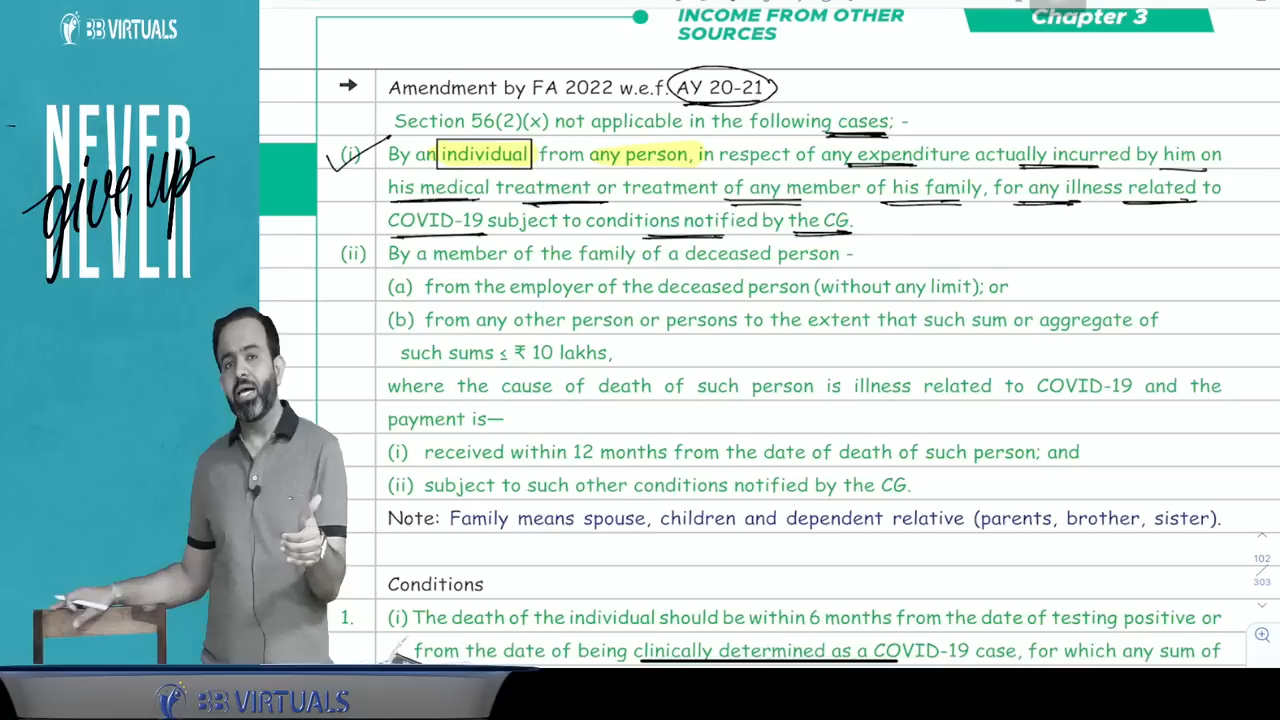 BB VIRTUALS
NEVER
give up
NEVER
INCOME FROM OTHER
SOURCES
Chapter 3
→ Amendment by FA 2022 w.e.f. AY 20-21
Section 56(2)(x) not applicable in the following cases; -
(i) By an individual from any person, in respect of any expenditure actually incurred by him on
his medical treatment or treatment of any member of his family, for any illness related to
COVID-19 subject to conditions notified by the CG.
(ii) By a member of the family of a deceased person -
(a) from the employer of the deceased person (without any limit); or
(b) from any other person or persons to the extent that such sum or aggregate of
such sums ≤ ₹ 10 lakhs,
where the cause of death of such person is illness related to COVID-19 and the
payment is—
(i) received within 12 months from the date of death of such person; and
(ii) subject to such other conditions notified by the CG.
Note: Family means spouse, children and dependent relative (parents, brother, sister).
102
303
Conditions
1. (i) The death of the individual should be within 6 months from the date of testing positive or
from the date of being clinically determined as a COVID-19 case, for which any sum of
BB VIRTUALS